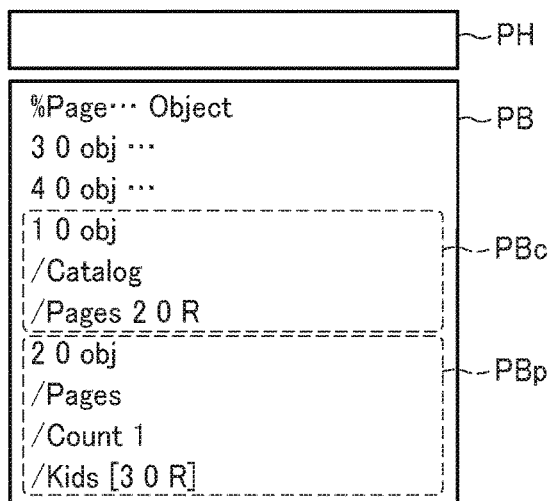 PH
%Page… Object
PB
3 0 obj …
4 0 obj …
1 0 obj
PBc
/Catalog
/Pages 2 0 R
2 0 obj
PBp
/Pages
/Count 1
/Kids [3 0 R]